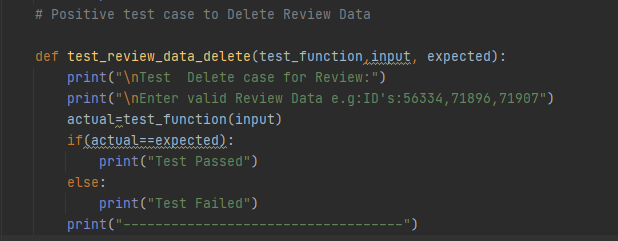 # Positive test case to Delete Review Data
def test_review_data_delete(test_function,input, expected):
print("\nTest  Delete case for Review:")
print("\nEnter valid Review Data e.g:ID's:56334,71896,71907")
actual=test_function(input)
if(actual==expected):
print("Test Passed")
else:
print("Test Failed")
print("-----------------------------------")